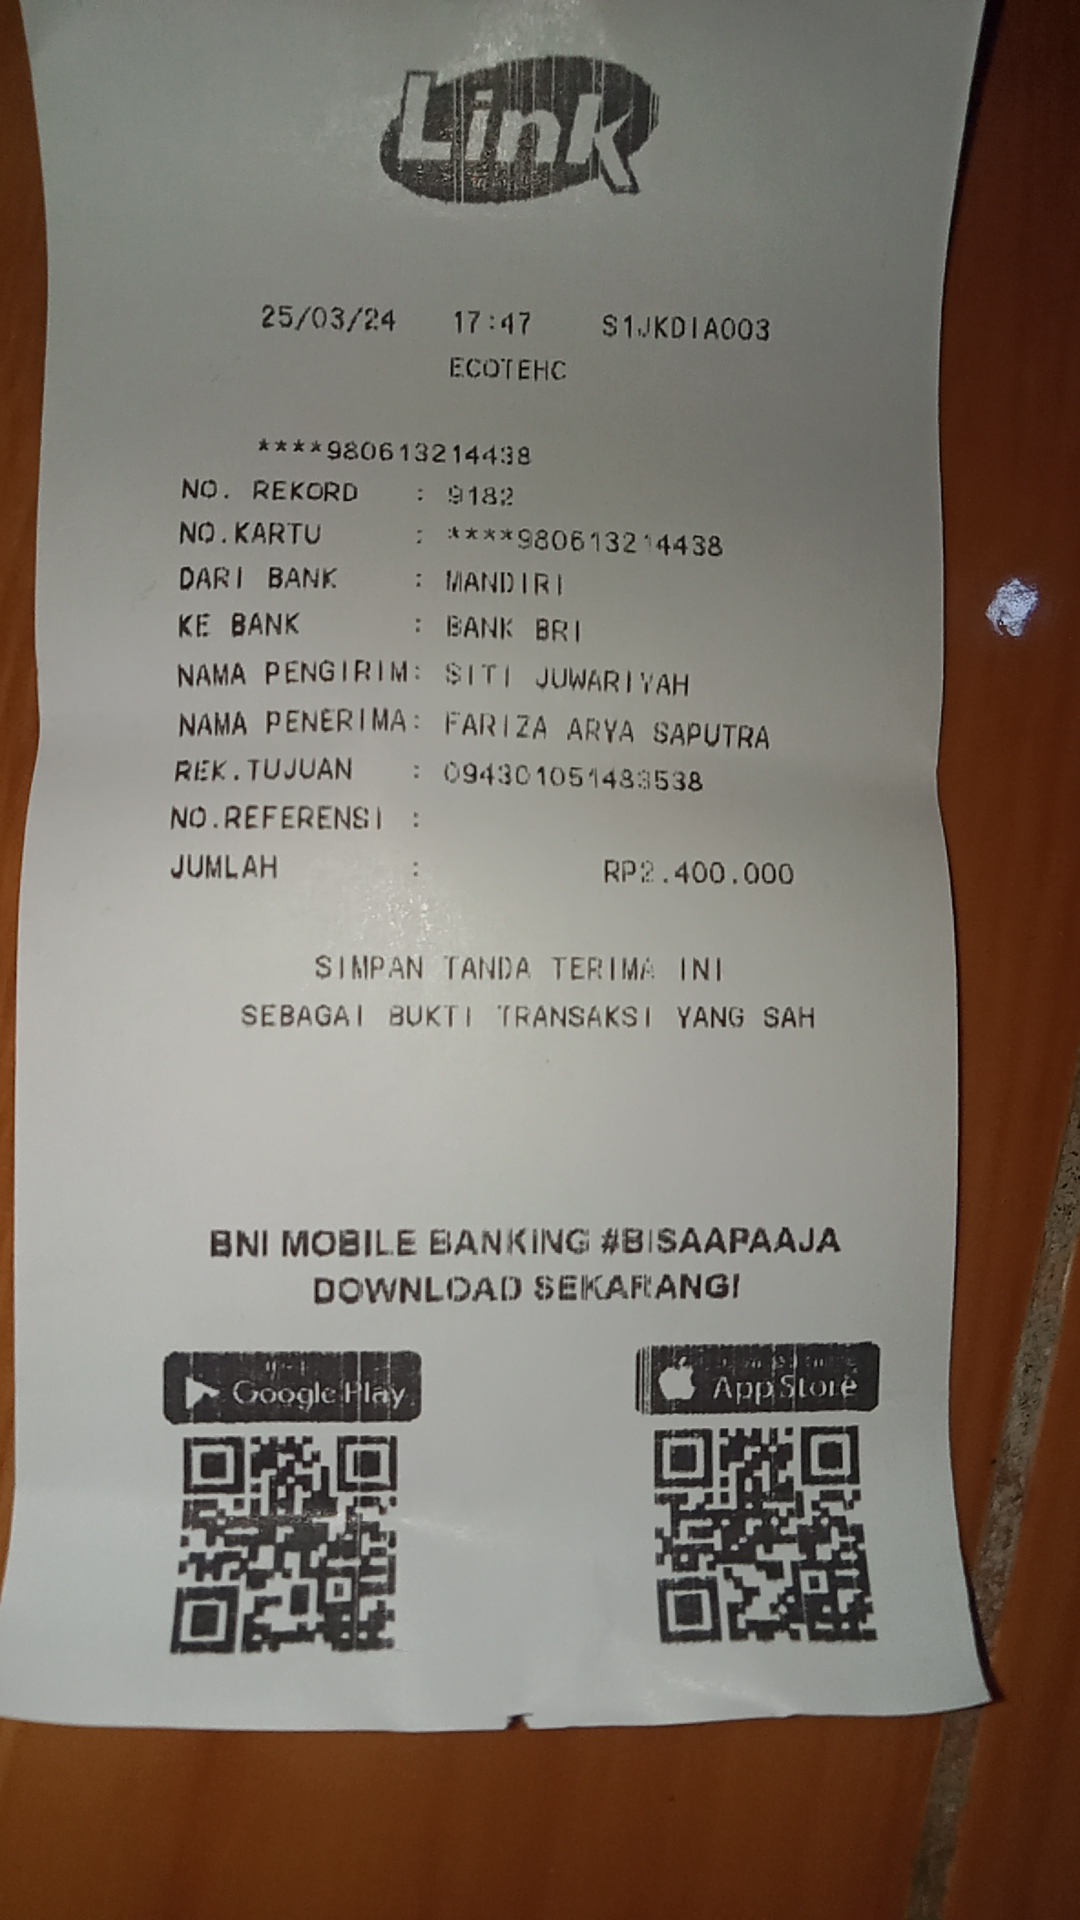 Link
25/03/24 17:47 S1JKDIA003
ECOTEHC
****980613214438
NO. REKORD : 9182
NO.KARTU : ****980613214438
DARI BANK : MANDIRI
KE BANK : BANK BRI
NAMA PENGIRIM: SITI JUWARIYAH
NAMA PENERIMA: FARIZA ARYA SAPUTRA
REK.TUJUAN : 094301051483538
NO.REFERENSI :
JUMLAH : RP2.400.000
SIMPAN TANDA TERIMA INI
SEBAGAI BUKTI TRANSAKSI YANG SAH
BNI MOBILE BANKING #BISAAPAAJA
DOWNLOAD SEKARANG!
Google Play
App Store